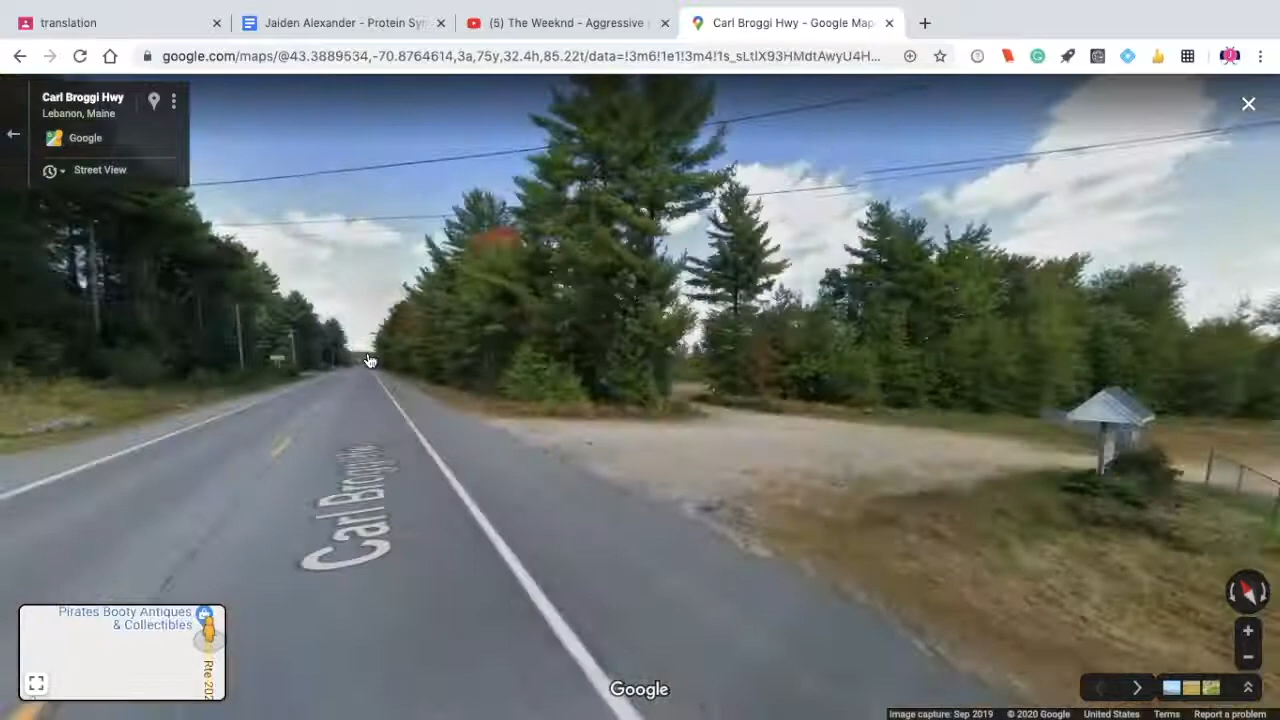 translation
Jaiden Alexander - Protein Syn
(5) The Weeknd - Aggressive
Carl Broggi Hwy - Google Map
google.com/maps/@43.3889534,-70.8764614,3a,75y,32.4h,85.22t/data=!3m6!1e1!3m4!1s_sLtIX93HMdtAwyU4H...
Carl Broggi Hwy
Lebanon, Maine
Google
Street View
Carl Broggi Hwy
Pirates Booty Antiques
& Collectibles
Rte 202
Google
Image capture: Sep 2019 © 2020 Google United States Terms Report a problem